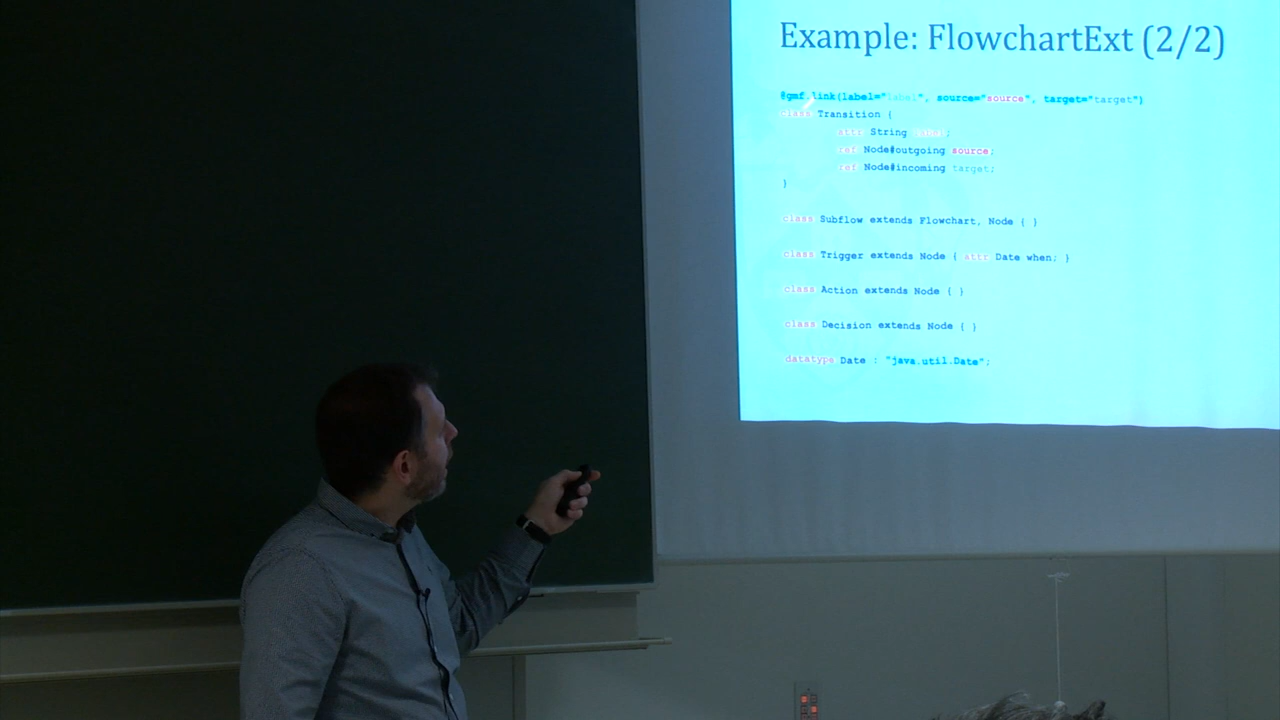 Example: FlowchartExt (2/2)
@gmf.link(label="label", source="source", target="target")
class Transition {
attr String label;
ref Node#outgoing source;
ref Node#incoming target;
}
class Subflow extends Flowchart, Node { }
class Trigger extends Node { attr Date when; }
class Action extends Node { }
class Decision extends Node { }
datatype Date : "java.util.Date";